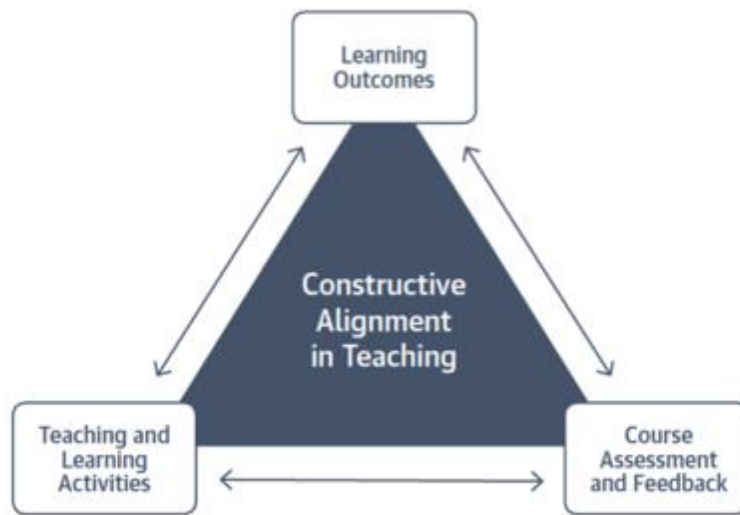 Learning
Outcomes
Constructive
Alignment
in Teaching
Teaching and
Learning
Activities
Course
Assessment
and Feedback